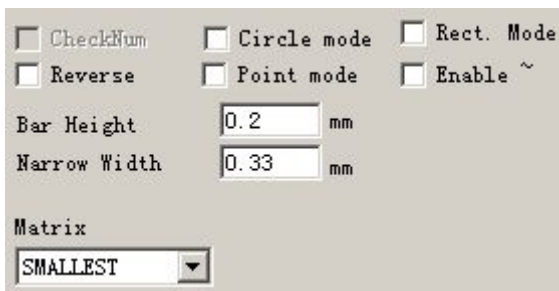 CheckNum Circle mode Rect. Mode
Reverse Point mode Enable ~
Bar Height 0.2 mm
Narrow Width 0.33 mm
Matrix
SMALLEST